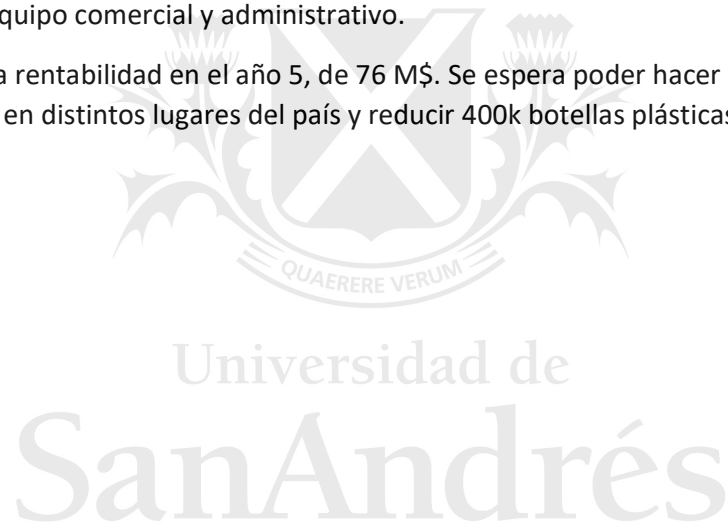 quipo comercial y administrativo.
a rentabilidad en el año 5, de 76 M$. Se espera poder hacer
en distintos lugares del país y reducir 400k botellas plásticas
QUAERERE VERUM
Universidad de
SanAndrés